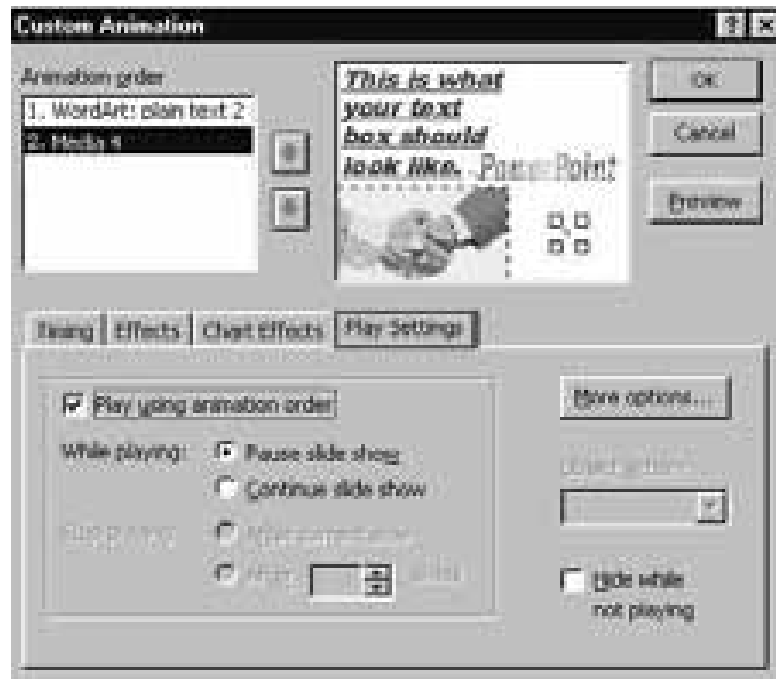 Custom Animation
Animation order
1. WordArt: plain text 2
2. Media 4
This is what
your text
box should
look like.
PowerPoint
OK
Cancel
Preview
Timing
Effects
Chart Effects
Play Settings
Play using animation order
While playing:
Pause slide show
Continue slide show
More options...
Hide while
not playing